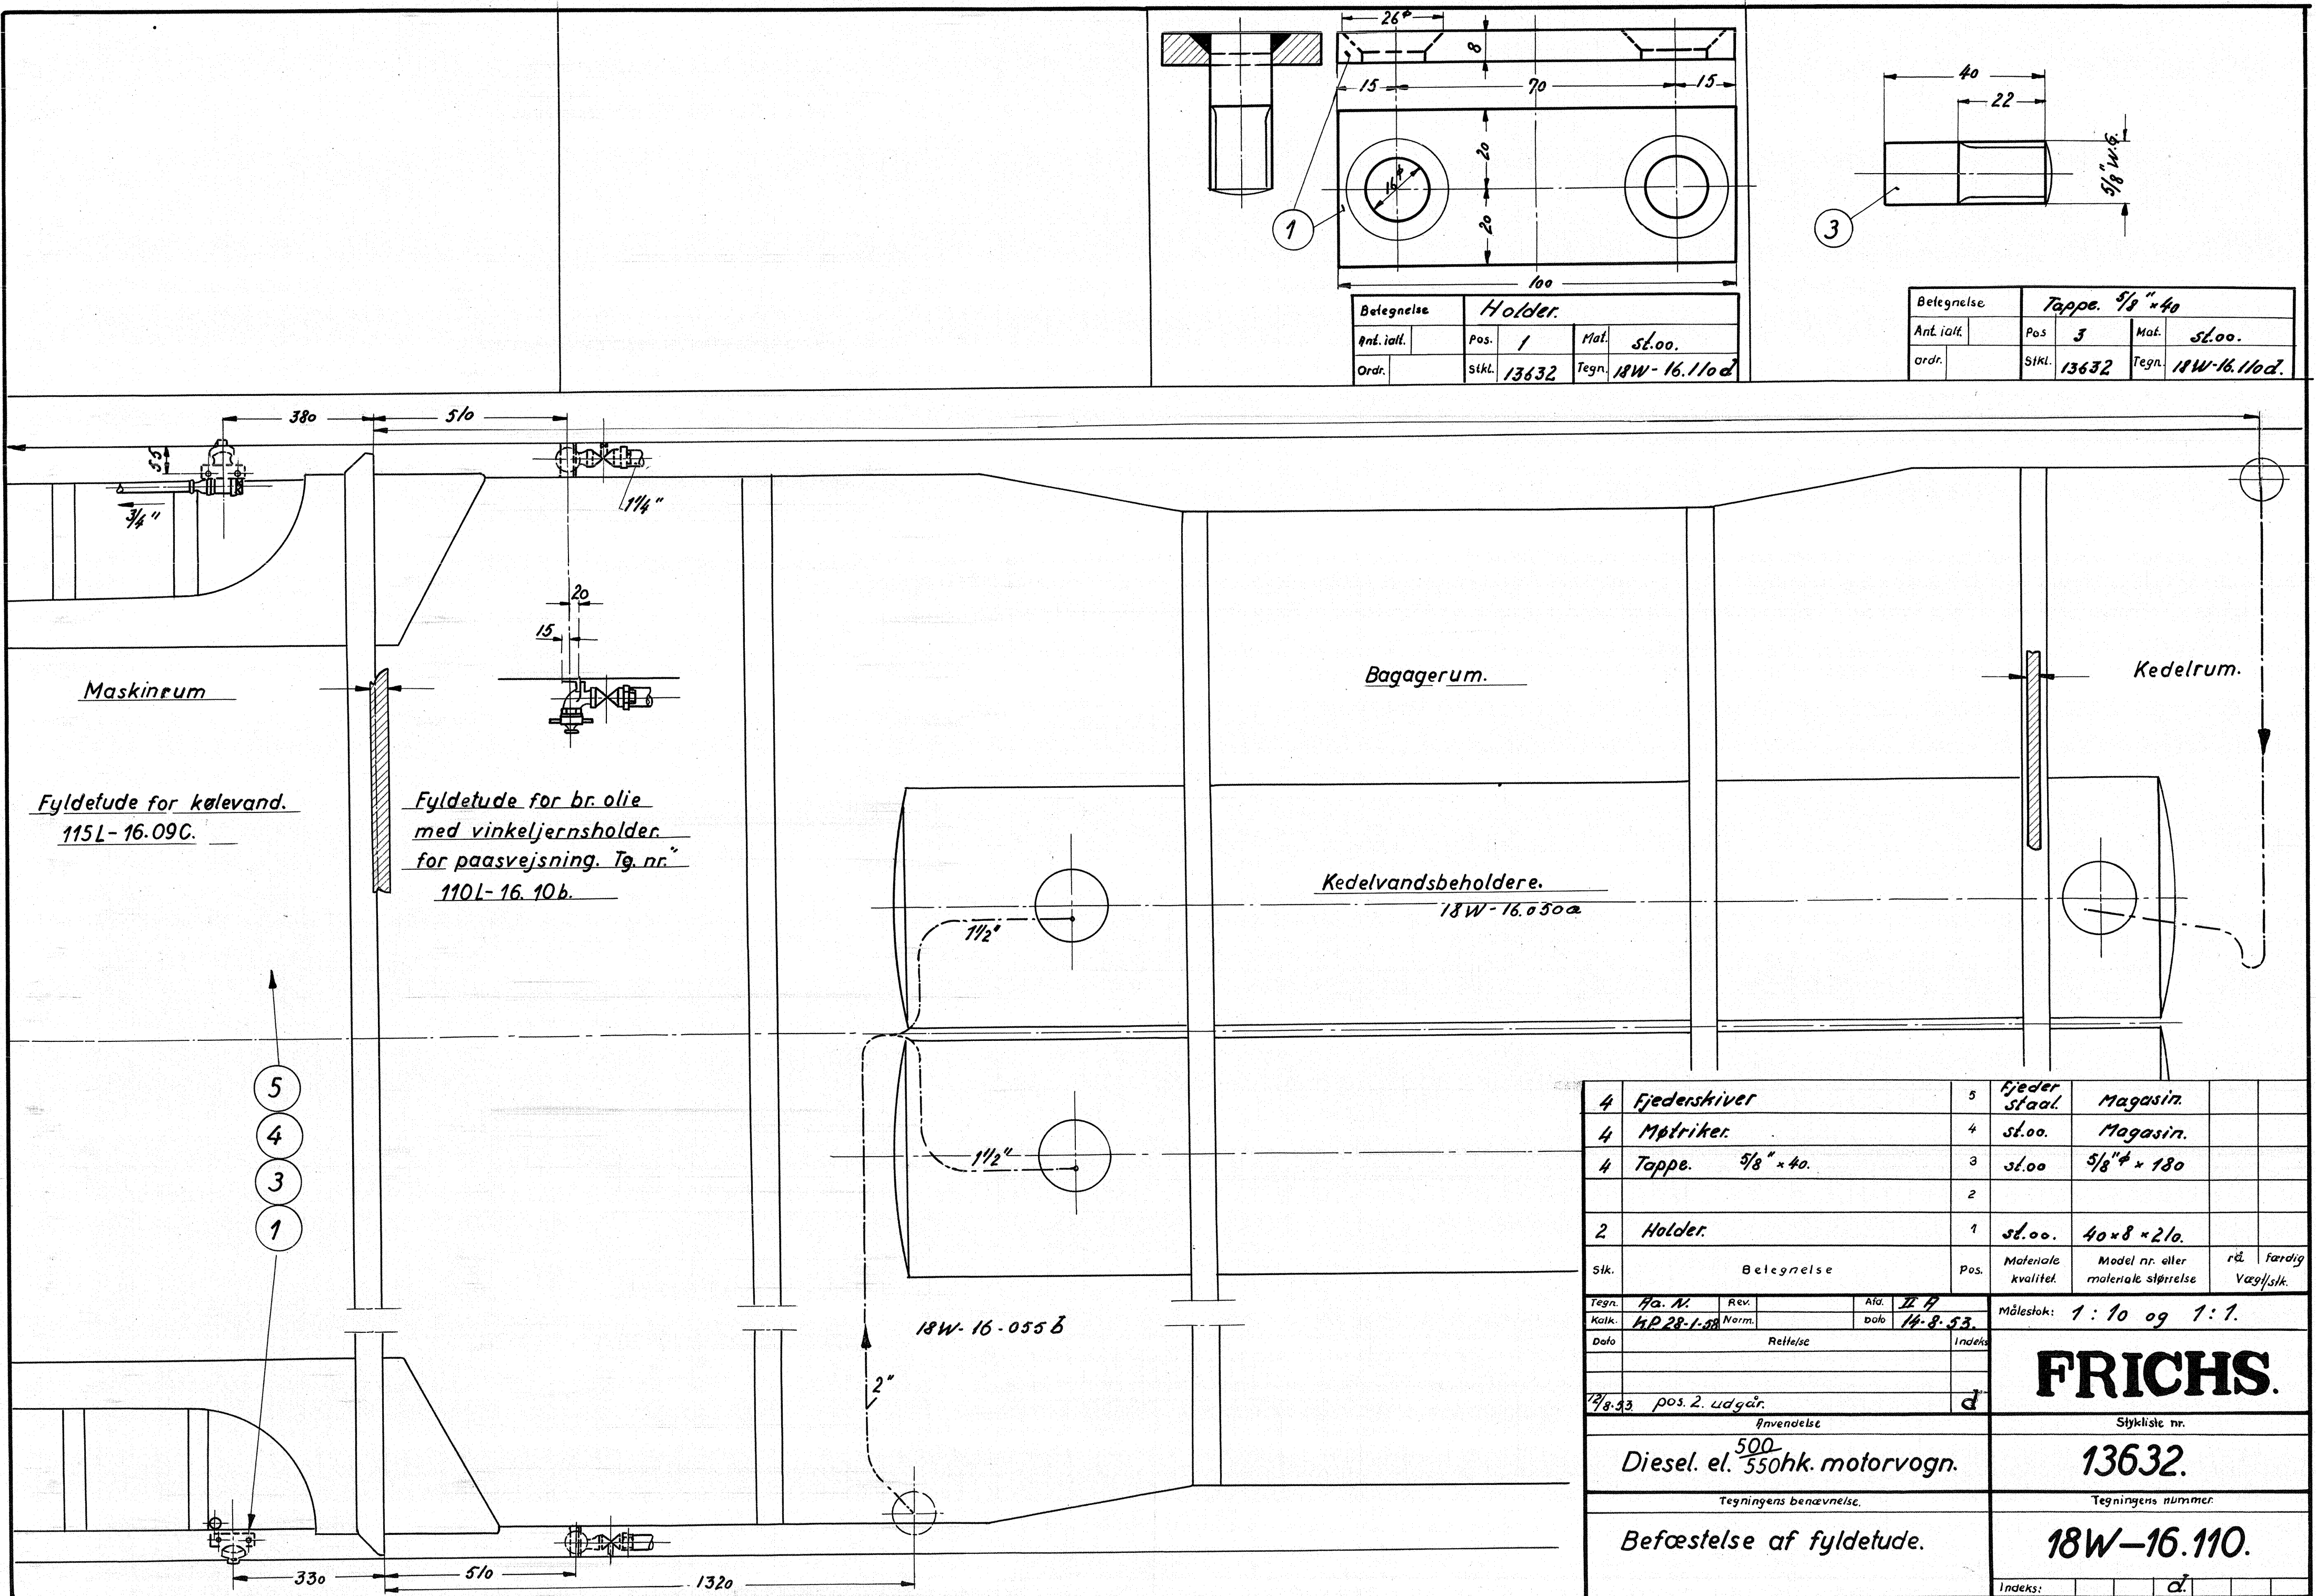 26⌀
8
15
70
15
20
16⌀
20
1
100
40
22
5/8" W.G.
3
Betegnelse Holder.
Ant. ialt. Pos. 1 Mat. st.oo.
Ordr. Stkl. 13632 Tegn. 18W-16.110d
Betegnelse Tappe. 5/8"×40
Ant. ialt. Pos 3 Mat. st.oo.
ordr. Stkl. 13632 Tegn. 18W-16.110d.
380
510
55
3/4"
1 1/4"
20
15
Maskinrum
Bagagerum.
Kedelrum.
Fyldetude for kølevand.
115L-16.09C.
Fyldetude for br. olie
med vinkeljernsholder.
for paasvejsning. Tg. nr."
110L-16.10b.
Kedelvandsbeholdere.
18W-16.050a
1 1/2"
1 1/2"
5
4
3
1
18W-16-055b
2"
330
510
1320
4 Fjederskiver 5 Fjeder staal. Magasin.
4 Møtriker. 4 st.oo. Magasin.
4 Tappe. 5/8"×40. 3 st.oo 5/8"⌀ × 180
2
2 Holder. 1 st.oo. 40×8×210.
Stk. Betegnelse Pos. Materiale kvalitet. Model nr. eller materiale størrelse rå færdig Vægt/stk.
Tegn. Aa. N. Rev. Afd. II A
Kalk. KP 28-1-58 Norm. Dato 14-8-53.
Målestok: 1:10 og 1:1.
Dato Rettelse Indeks
12/8-53. pos. 2. udgår. d
FRICHS.
Anvendelse
Diesel. el. 500/550 hk. motorvogn.
Stykliste nr.
13632.
Tegningens benævnelse.
Befæstelse af fyldetude.
Tegningens nummer.
18W-16.110.
Indeks: d.